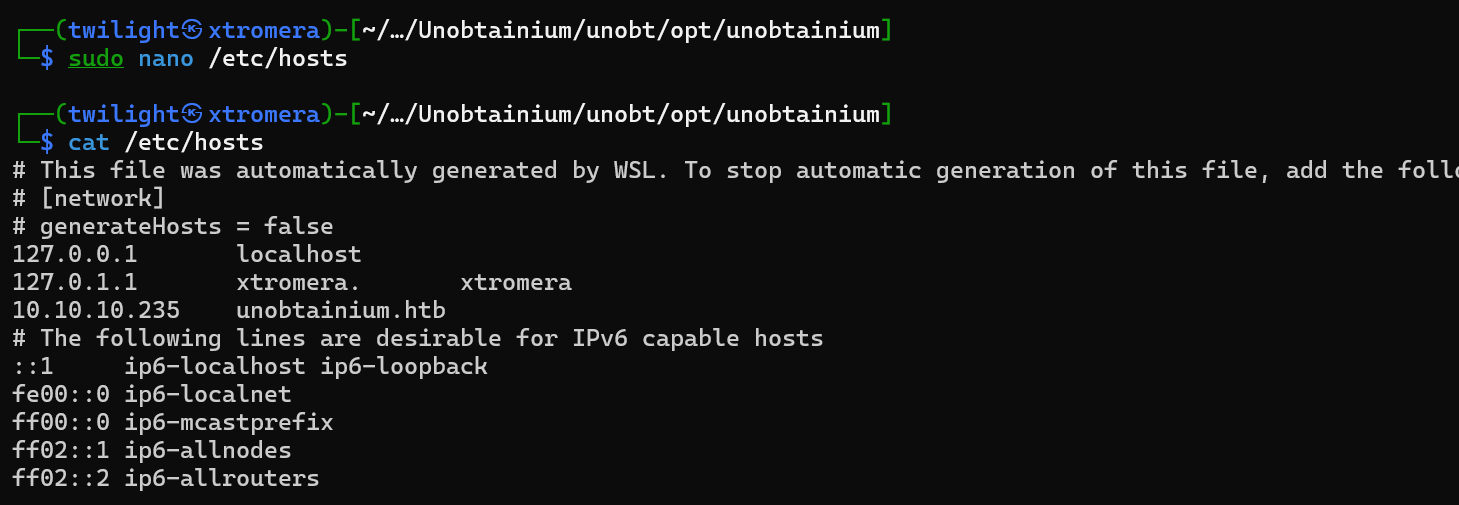 ┌──(twilight㉿xtromera)-[~/…/Unobtainium/unobt/opt/unobtainium]
└─$ sudo nano /etc/hosts
┌──(twilight㉿xtromera)-[~/…/Unobtainium/unobt/opt/unobtainium]
└─$ cat /etc/hosts
# This file was automatically generated by WSL. To stop automatic generation of this file, add the follo
# [network]
# generateHosts = false
127.0.0.1       localhost
127.0.1.1       xtromera.       xtromera
10.10.10.235    unobtainium.htb
# The following lines are desirable for IPv6 capable hosts
::1     ip6-localhost ip6-loopback
fe00::0 ip6-localnet
ff00::0 ip6-mcastprefix
ff02::1 ip6-allnodes
ff02::2 ip6-allrouters